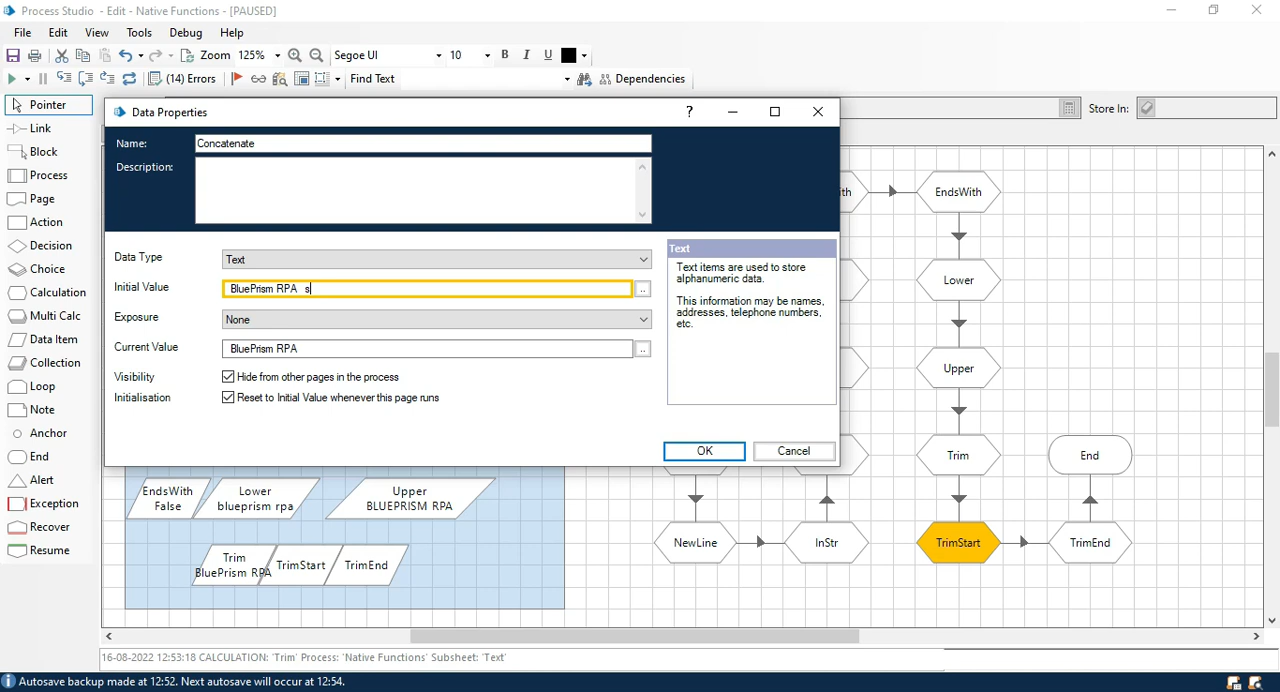 Process Studio  - Edit - Native Functions - [PAUSED]
File Edit View Tools Debug Help
Zoom 125% Segoe UI 10 B I U
(14) Errors Find Text Dependencies
Pointer
Link
Block
Process
Page
Action
Decision
Choice
Calculation
Multi Calc
Data Item
Collection
Loop
Note
Anchor
End
Alert
Exception
Recover
Resume
Store In:
Data Properties ?
Name: Concatenate
Description:
Data Type Text
Initial Value BluePrism RPA  s ..
Exposure None
Current Value BluePrism RPA ..
Visibility Hide from other pages in the process
Initialisation Reset to Initial Value whenever this page runs
Text
Text items are used to store
alphanumeric data.
This information may be names,
addresses, telephone numbers,
etc.
OK Cancel
EndsWith
Lower
Upper
Trim End
NewLine InStr TrimStart TrimEnd
EndsWith
False
Lower
blueprism rpa
Upper
BLUEPRISM RPA
Trim
BluePrism RPA
TrimStart
TrimEnd
16-08-2022 12:53:18 CALCULATION: 'Trim' Process: 'Native Functions' Subsheet: 'Text'
Autosave backup made at 12:52. Next autosave will occur at 12:54.